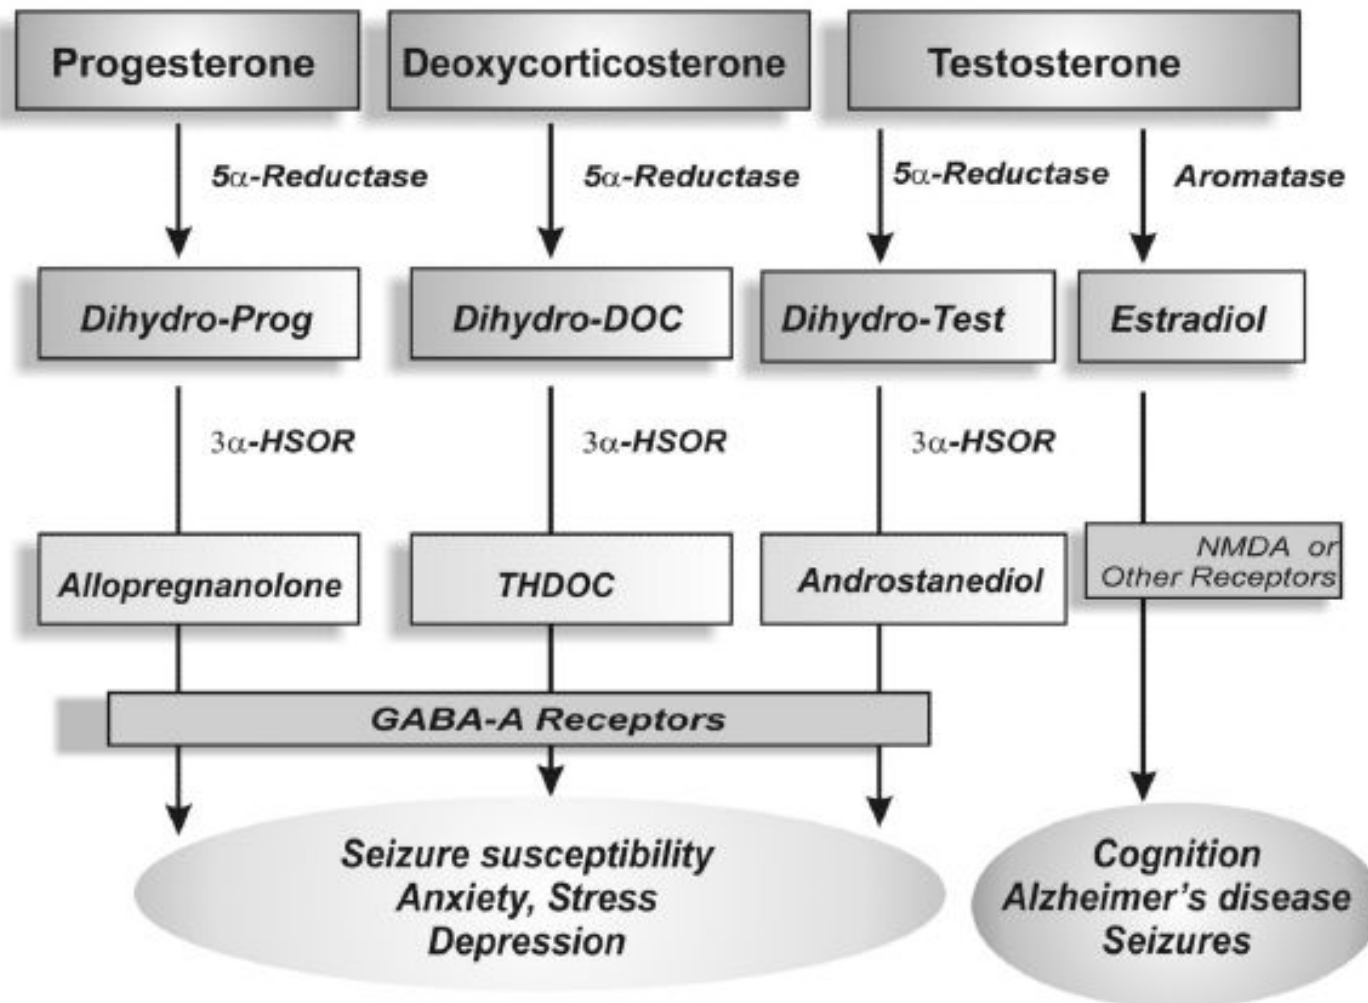 Progesterone
Deoxycorticosterone
Testosterone
5α-Reductase
5α-Reductase
5α-Reductase
Aromatase
Dihydro-Prog
Dihydro-DOC
Dihydro-Test
Estradiol
3α-HSOR
3α-HSOR
3α-HSOR
Allopregnanolone
THDOC
Androstanediol
NMDA or
Other Receptors
GABA-A Receptors
Seizure susceptibility
Anxiety, Stress
Depression
Cognition
Alzheimer's disease
Seizures